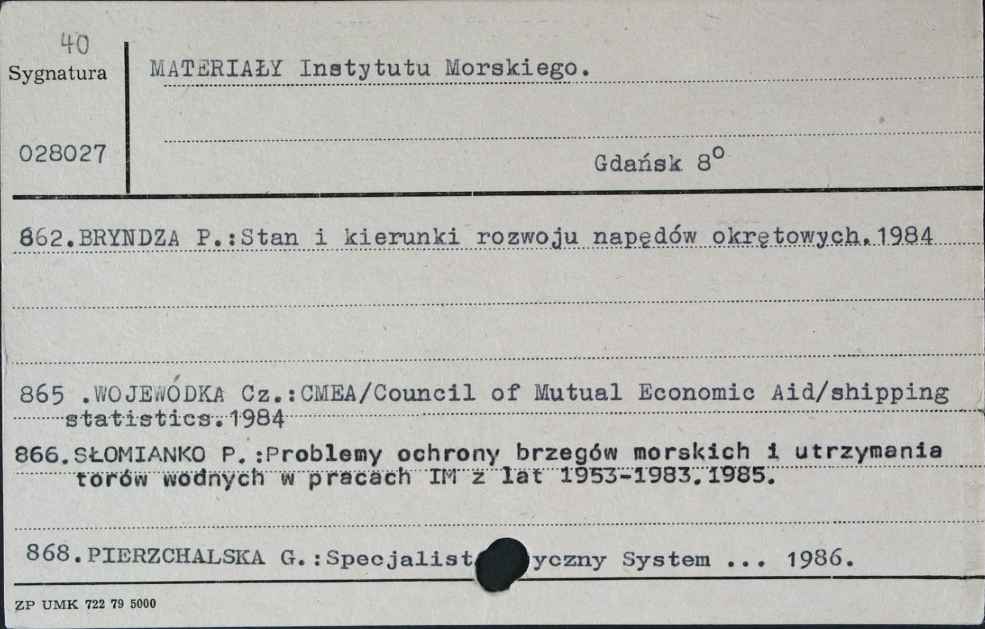 40
Sygnatura
MATERIAŁY Instytutu Morskiego.
028027
Gdańsk 8º
862.BRYNDZA P.:Stan i kierunki rozwoju napędów okrętowych.1984
865 .WOJEWÓDKA Cz.:CMEA/Council of Mutual Economic Aid/shipping
statistics.1984
866.SŁOMIANKO P.:Problemy ochrony brzegów morskich i utrzymania
torów wodnych w pracach IM z lat 1953-1983.1985.
868.PIERZCHALSKA G.:Specjalist yczny System ... 1986.
ZP UMK 722 79 5000